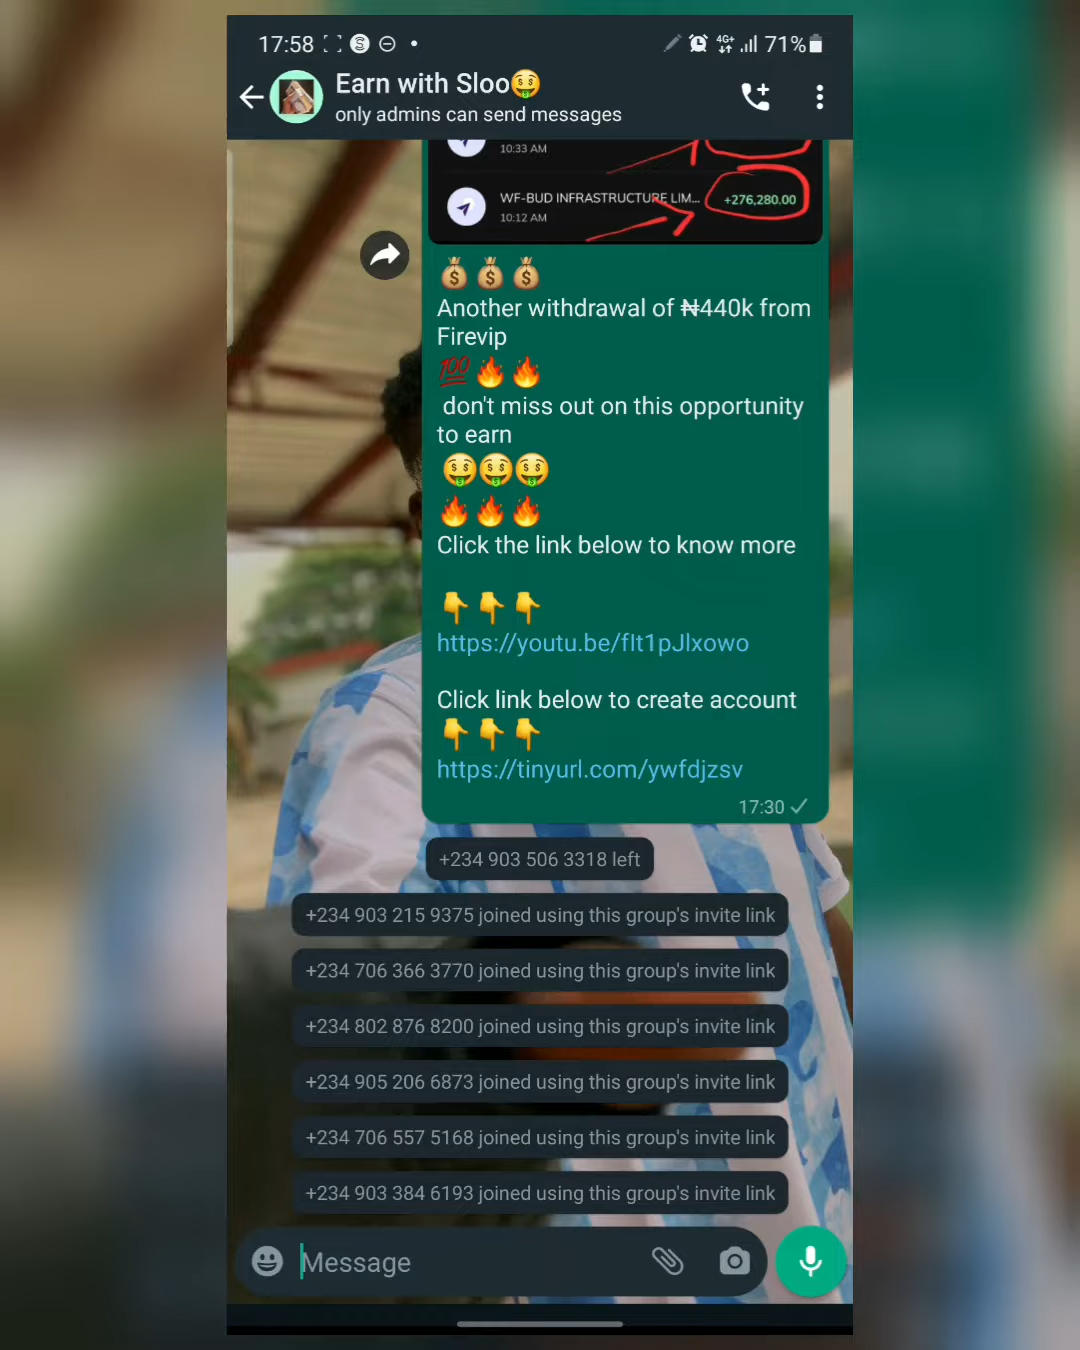 17:58
4G+
71%
Earn with Sloo🤑
only admins can send messages
10:33 AM
WF-BUD INFRASTRUCTURE LIM...
+276,280.00
10:12 AM
💰💰💰
Another withdrawal of ₦440k from
Firevip
💯🔥🔥
don't miss out on this opportunity
to earn
🤑🤑🤑
🔥🔥🔥
Click the link below to know more
👇👇👇
https://youtu.be/fIt1pJlxowo
Click link below to create account
👇👇👇
https://tinyurl.com/ywfdjzsv
17:30
+234 903 506 3318 left
+234 903 215 9375 joined using this group's invite link
+234 706 366 3770 joined using this group's invite link
+234 802 876 8200 joined using this group's invite link
+234 905 206 6873 joined using this group's invite link
+234 706 557 5168 joined using this group's invite link
+234 903 384 6193 joined using this group's invite link
Message